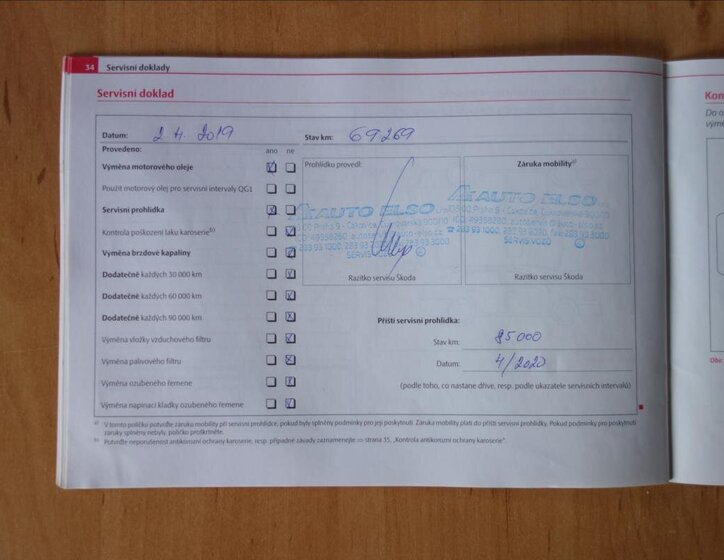 34 Servisní doklady
Servisní doklad
Datum: 2. 4. 2019 Stav km: 69269
Provedeno: ano ne
Výměna motorového oleje
Použit motorový olej pro servisní intervaly QG1
Servisní prohlídka
Kontrola poškození laku karoserie b)
Výměna brzdové kapaliny
Dodatečně každých 30 000 km
Dodatečně každých 60 000 km
Dodatečně každých 90 000 km
Výměna vložky vzduchového filtru
Výměna palivového filtru
Výměna ozubeného řemene
Výměna napínací kladky ozubeného řemene
Prohlídku provedl:
AUTO ELSO
SERVIS VOZŮ
Razítko servisu Škoda
Záruka mobility a)
AUTO ELSO
SERVIS VOZŮ
Razítko servisu Škoda
Příští servisní prohlídka:
Stav km: 85000
Datum: 4/2020
(podle toho, co nastane dříve, resp. podle ukazatele servisních intervalů)
a) V tomto políčku potvrďte záruku mobility při servisní prohlídce, pokud byly splněny podmínky pro její poskytnutí. Záruka mobility platí do příští servisní prohlídky. Pokud podmínky pro poskytnutí
záruky splněny nebyly, políčko proškrtněte.
b) Potvrďte neporušenost antikorozní ochrany karoserie, resp. případné závady zaznamenejte ⇒ strana 35, „Kontrola antikorozní ochrany karoserie“.
Kon
Do o
výmě